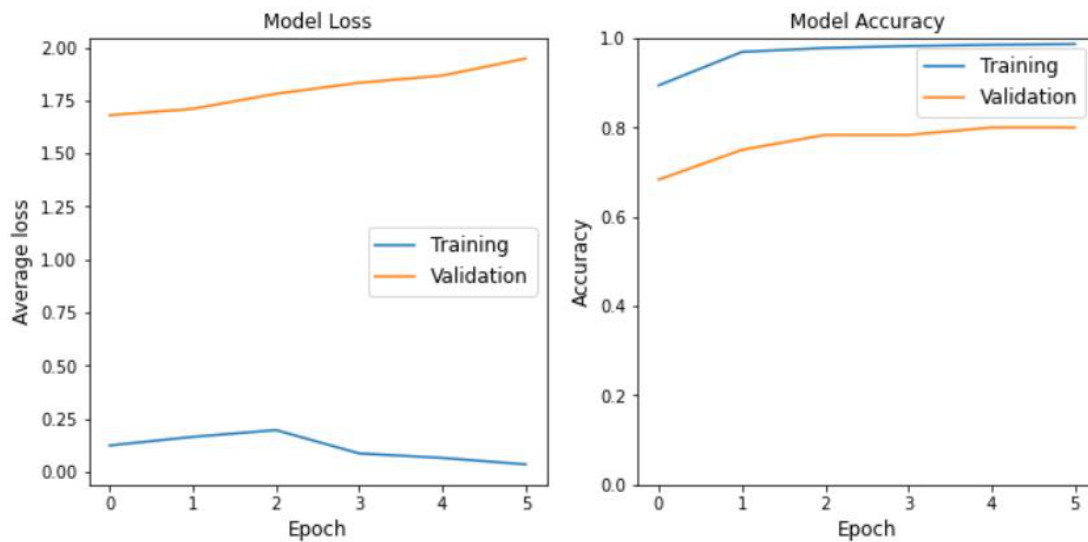 Model Loss
2.00
1.75
1.50
1.25
1.00
0.75
0.50
0.25
0.00
Average loss
Training
Validation
0 1 2 3 4 5
Epoch
Model Accuracy
1.0
0.8
0.6
0.4
0.2
0.0
Accuracy
Training
Validation
0 1 2 3 4 5
Epoch